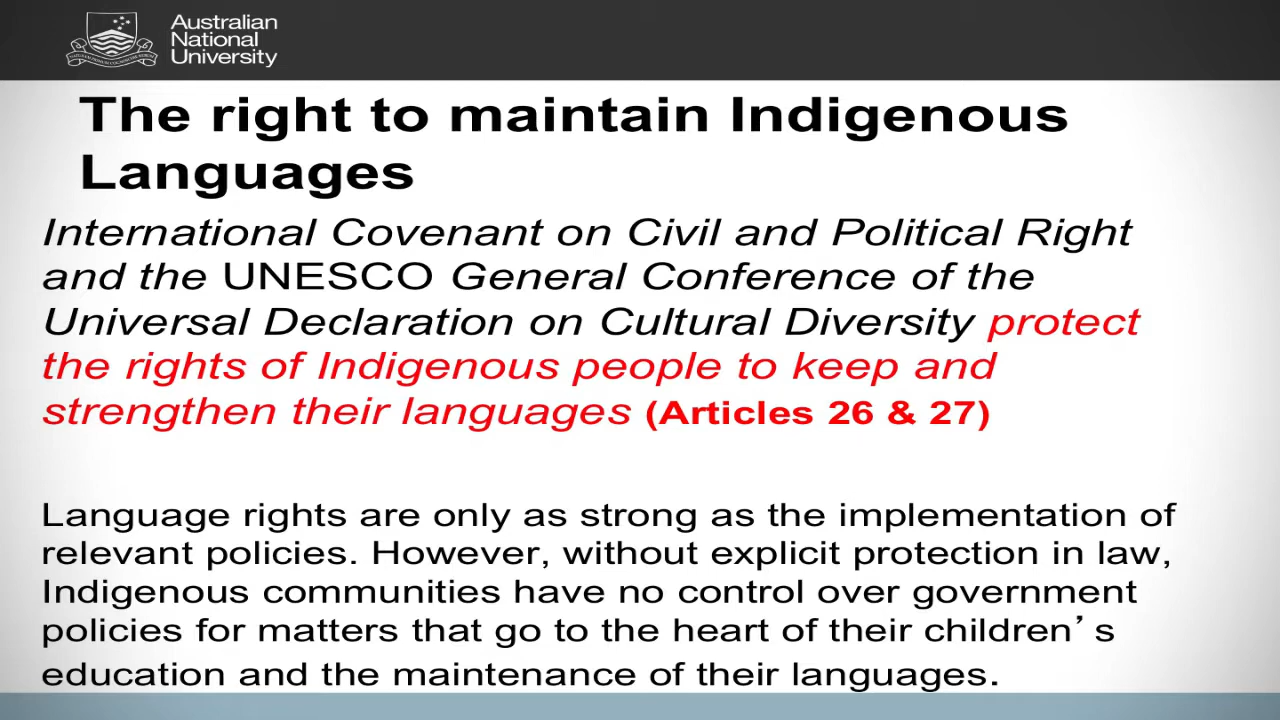 Australian
National
University
The right to maintain Indigenous
Languages
International Covenant on Civil and Political Right
and the UNESCO General Conference of the
Universal Declaration on Cultural Diversity protect
the rights of Indigenous people to keep and
strengthen their languages (Articles 26 & 27)
Language rights are only as strong as the implementation of
relevant policies. However, without explicit protection in law,
Indigenous communities have no control over government
policies for matters that go to the heart of their children’s
education and the maintenance of their languages.